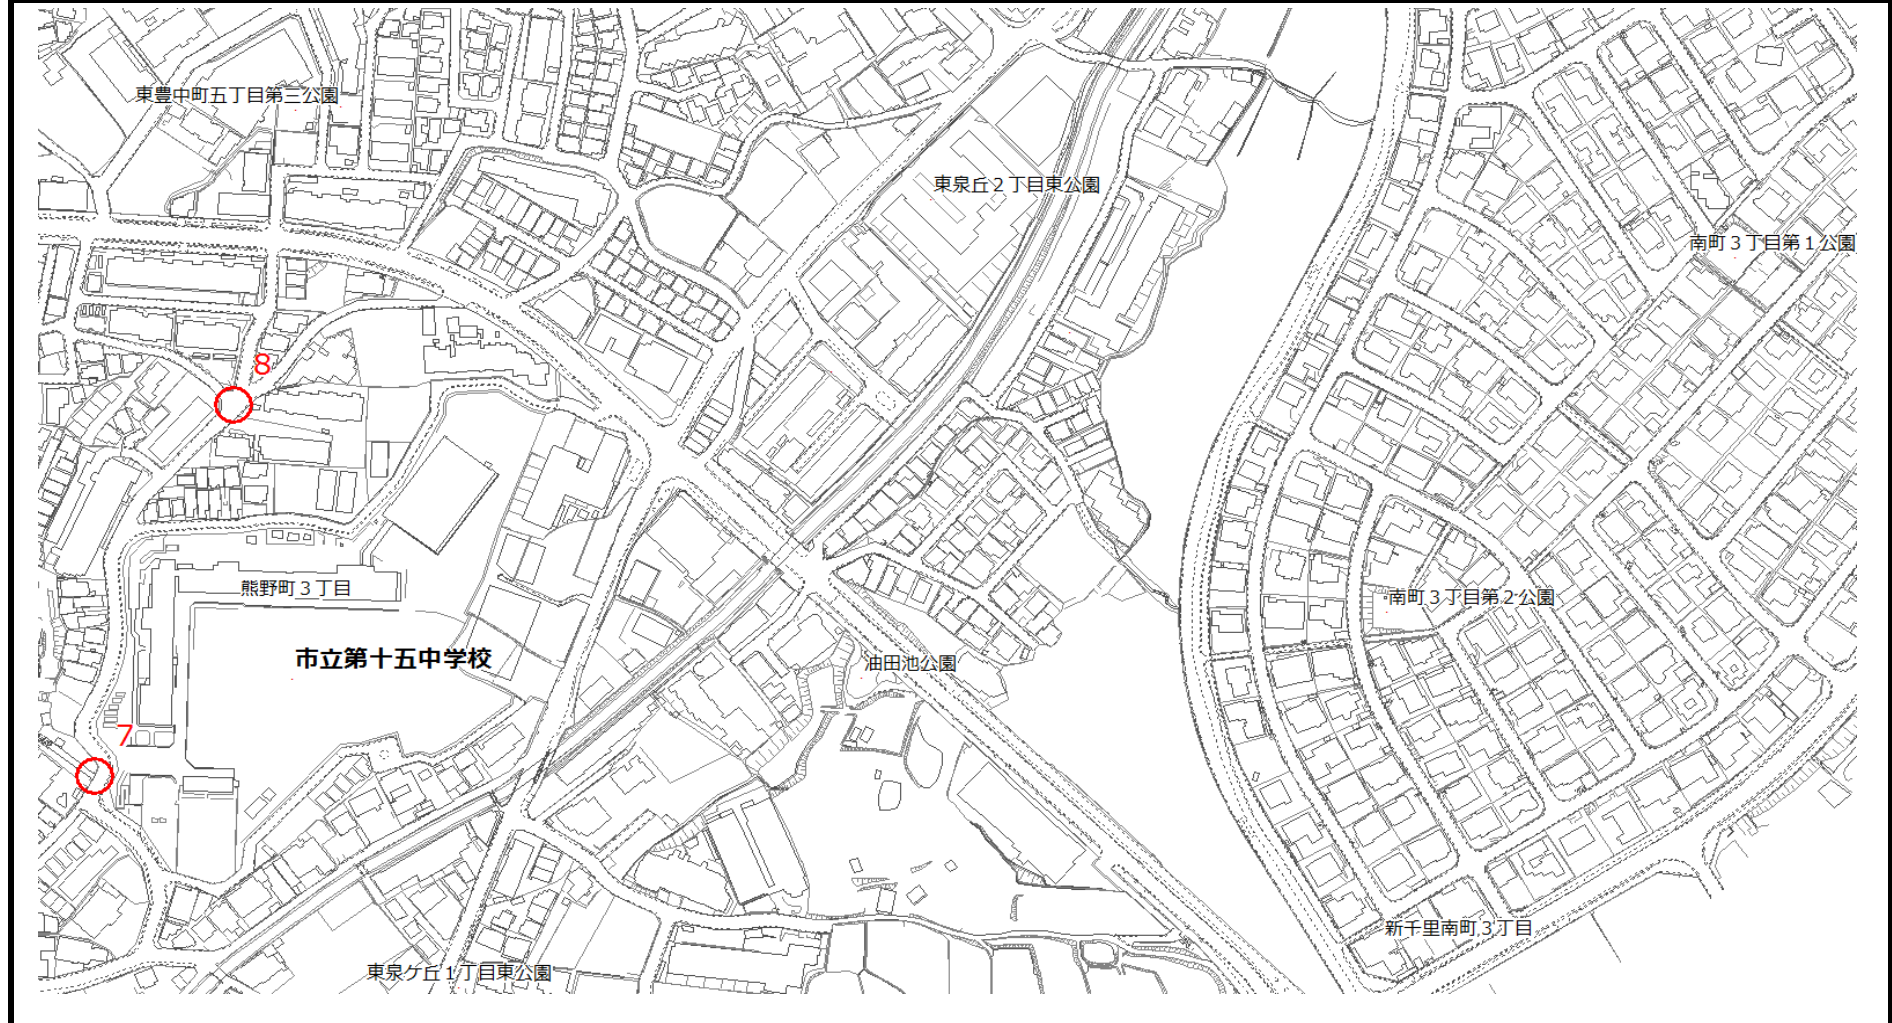 東豊中町五丁目第三公園
東泉丘２丁目東公園
南町３丁目第１公園
8
熊野町３丁目
南町３丁目第２公園
市立第十五中学校
油田池公園
7
新千里南町３丁目
東泉ケ丘１丁目東公園